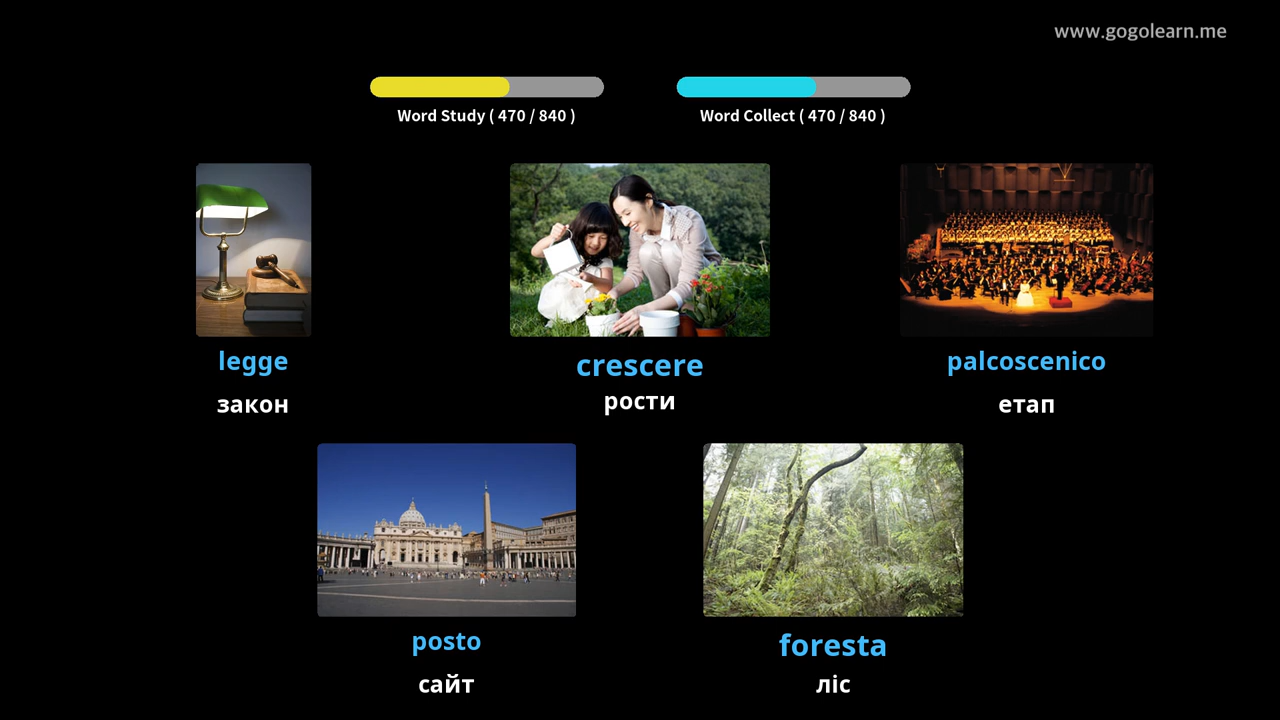 www.gogolearn.me
Word Study ( 470 / 840 )
Word Collect ( 470 / 840 )
legge
закон
crescere
рости
palcoscenico
етап
posto
сайт
foresta
ліс